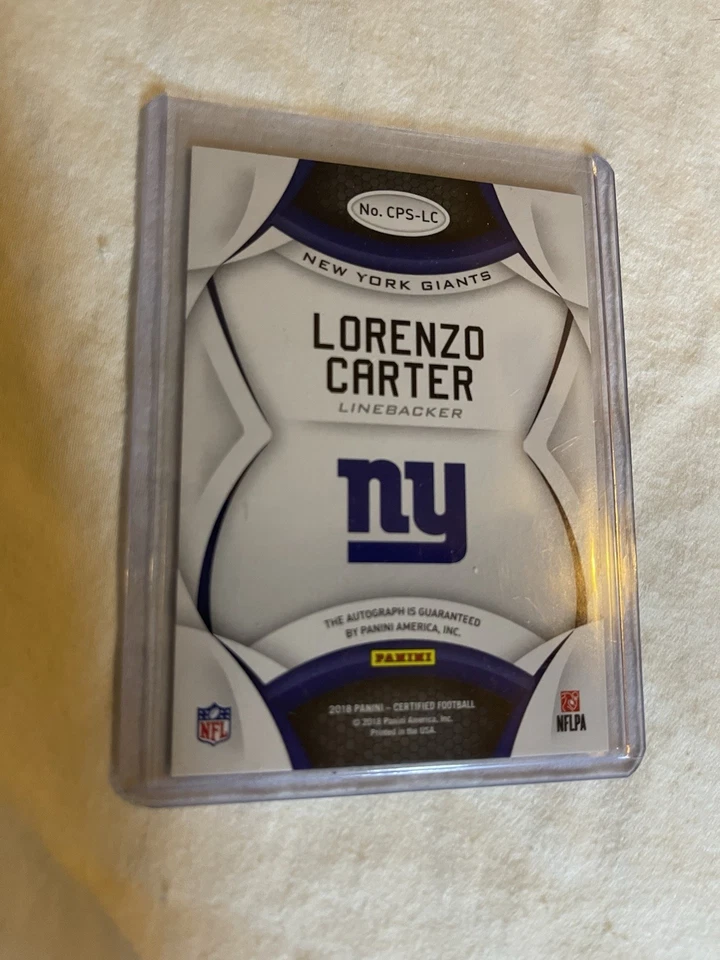 No. CPS-LC
NEW YORK GIANTS
LORENZO
CARTER
LINEBACKER
ny
THE AUTOGRAPH IS GUARANTEED
BY PANINI AMERICA, INC.
PANINI
2018 PANINI - CERTIFIED FOOTBALL
© 2018 Panini America, Inc.
Printed in the USA.
NFL
NFLPA